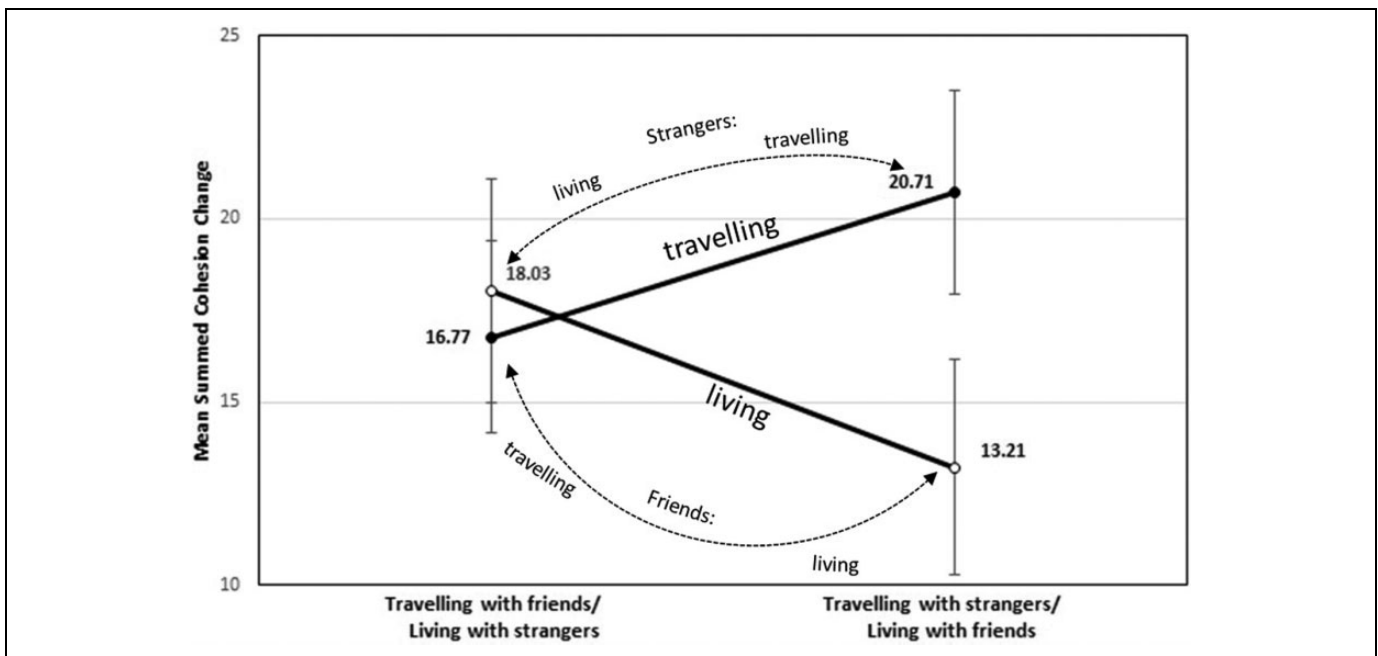 25
Strangers:
travelling
living
20.71
20
travelling
18.03
16.77
Mean Summed Cohesion Change
living
15
13.21
travelling
Friends:
living
10
Travelling with friends/
Living with strangers
Travelling with strangers/
Living with friends